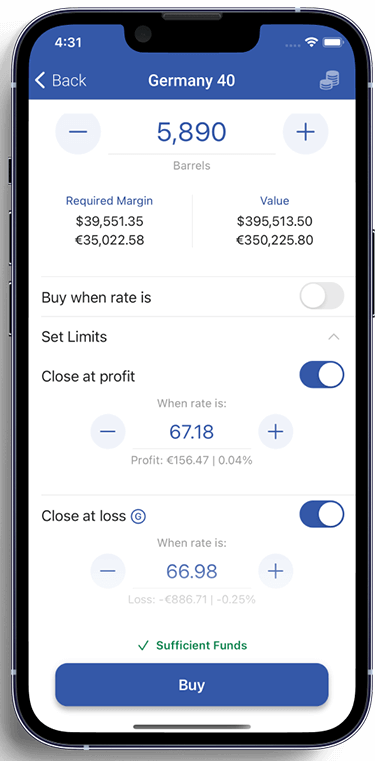 4:31
Back
Germany 40
5,890
Barrels
Required Margin
$39,551.35
€35,022.58
Value
$395,513.50
€350,225.80
Buy when rate is
Set Limits
Close at profit
When rate is:
67.18
Profit: €156.47 | 0.04%
Close at loss G
When rate is:
66.98
Loss: -€886.71 | -0.25%
Sufficient Funds
Buy